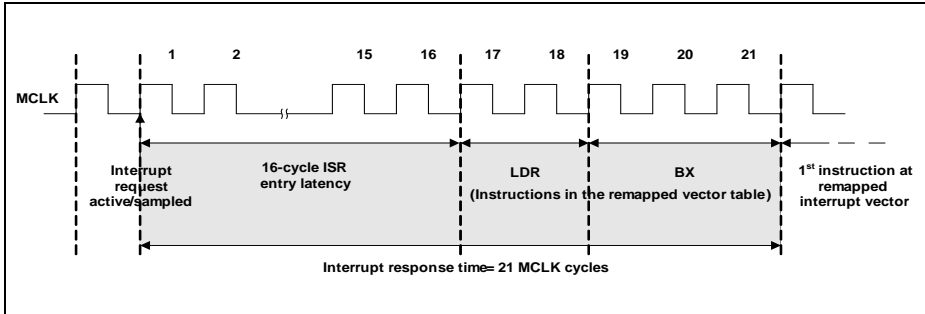 1 2 15 16 17 18 19 20 21
MCLK
Interrupt
request
active/sampled
16-cycle ISR
entry latency
LDR
BX
(Instructions in the remapped vector table)
1st instruction at
remapped
interrupt vector
Interrupt response time= 21 MCLK cycles